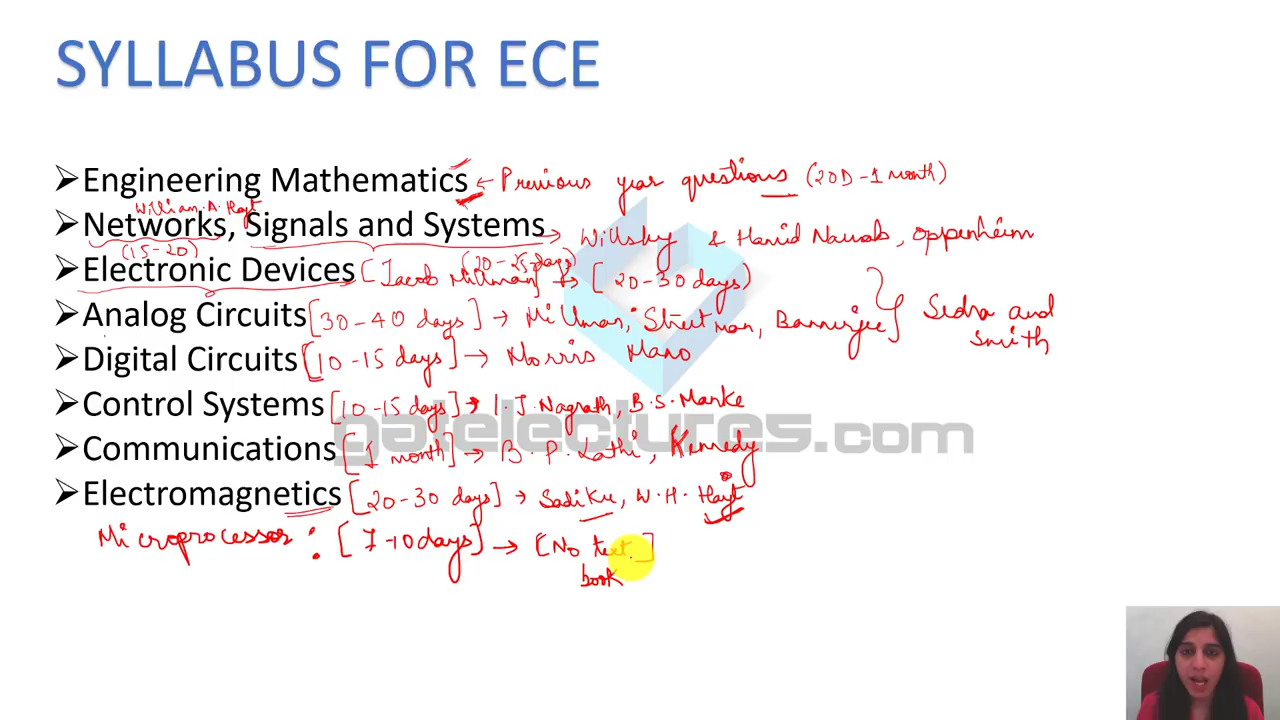 SYLLABUS FOR ECE
➢Engineering Mathematics ← Previous year questions (20D - 1 month)
William. A. Hayt
➢Networks, Signals and Systems → Willsky & Hamid Nawab, Oppenheim
(15-20) (20-25 days)
➢Electronic Devices [Jacob Millman] → [20-30 days)
➢Analog Circuits [30-40 days] → Millman, Streetman, Bannerjee] Sedra and Smith
➢Digital Circuits [10-15 days] → Morris Mano
➢Control Systems [10-15 days] → I.J. Nagrath, B.S. Manke
gatelectures.com
➢Communications [1 month] → B.P. Lathi, Kennedy
➢Electromagnetics [20-30 days] → Sadiku, W.H. Hayt
Microprocessor : [7-10 days] → [No text book]